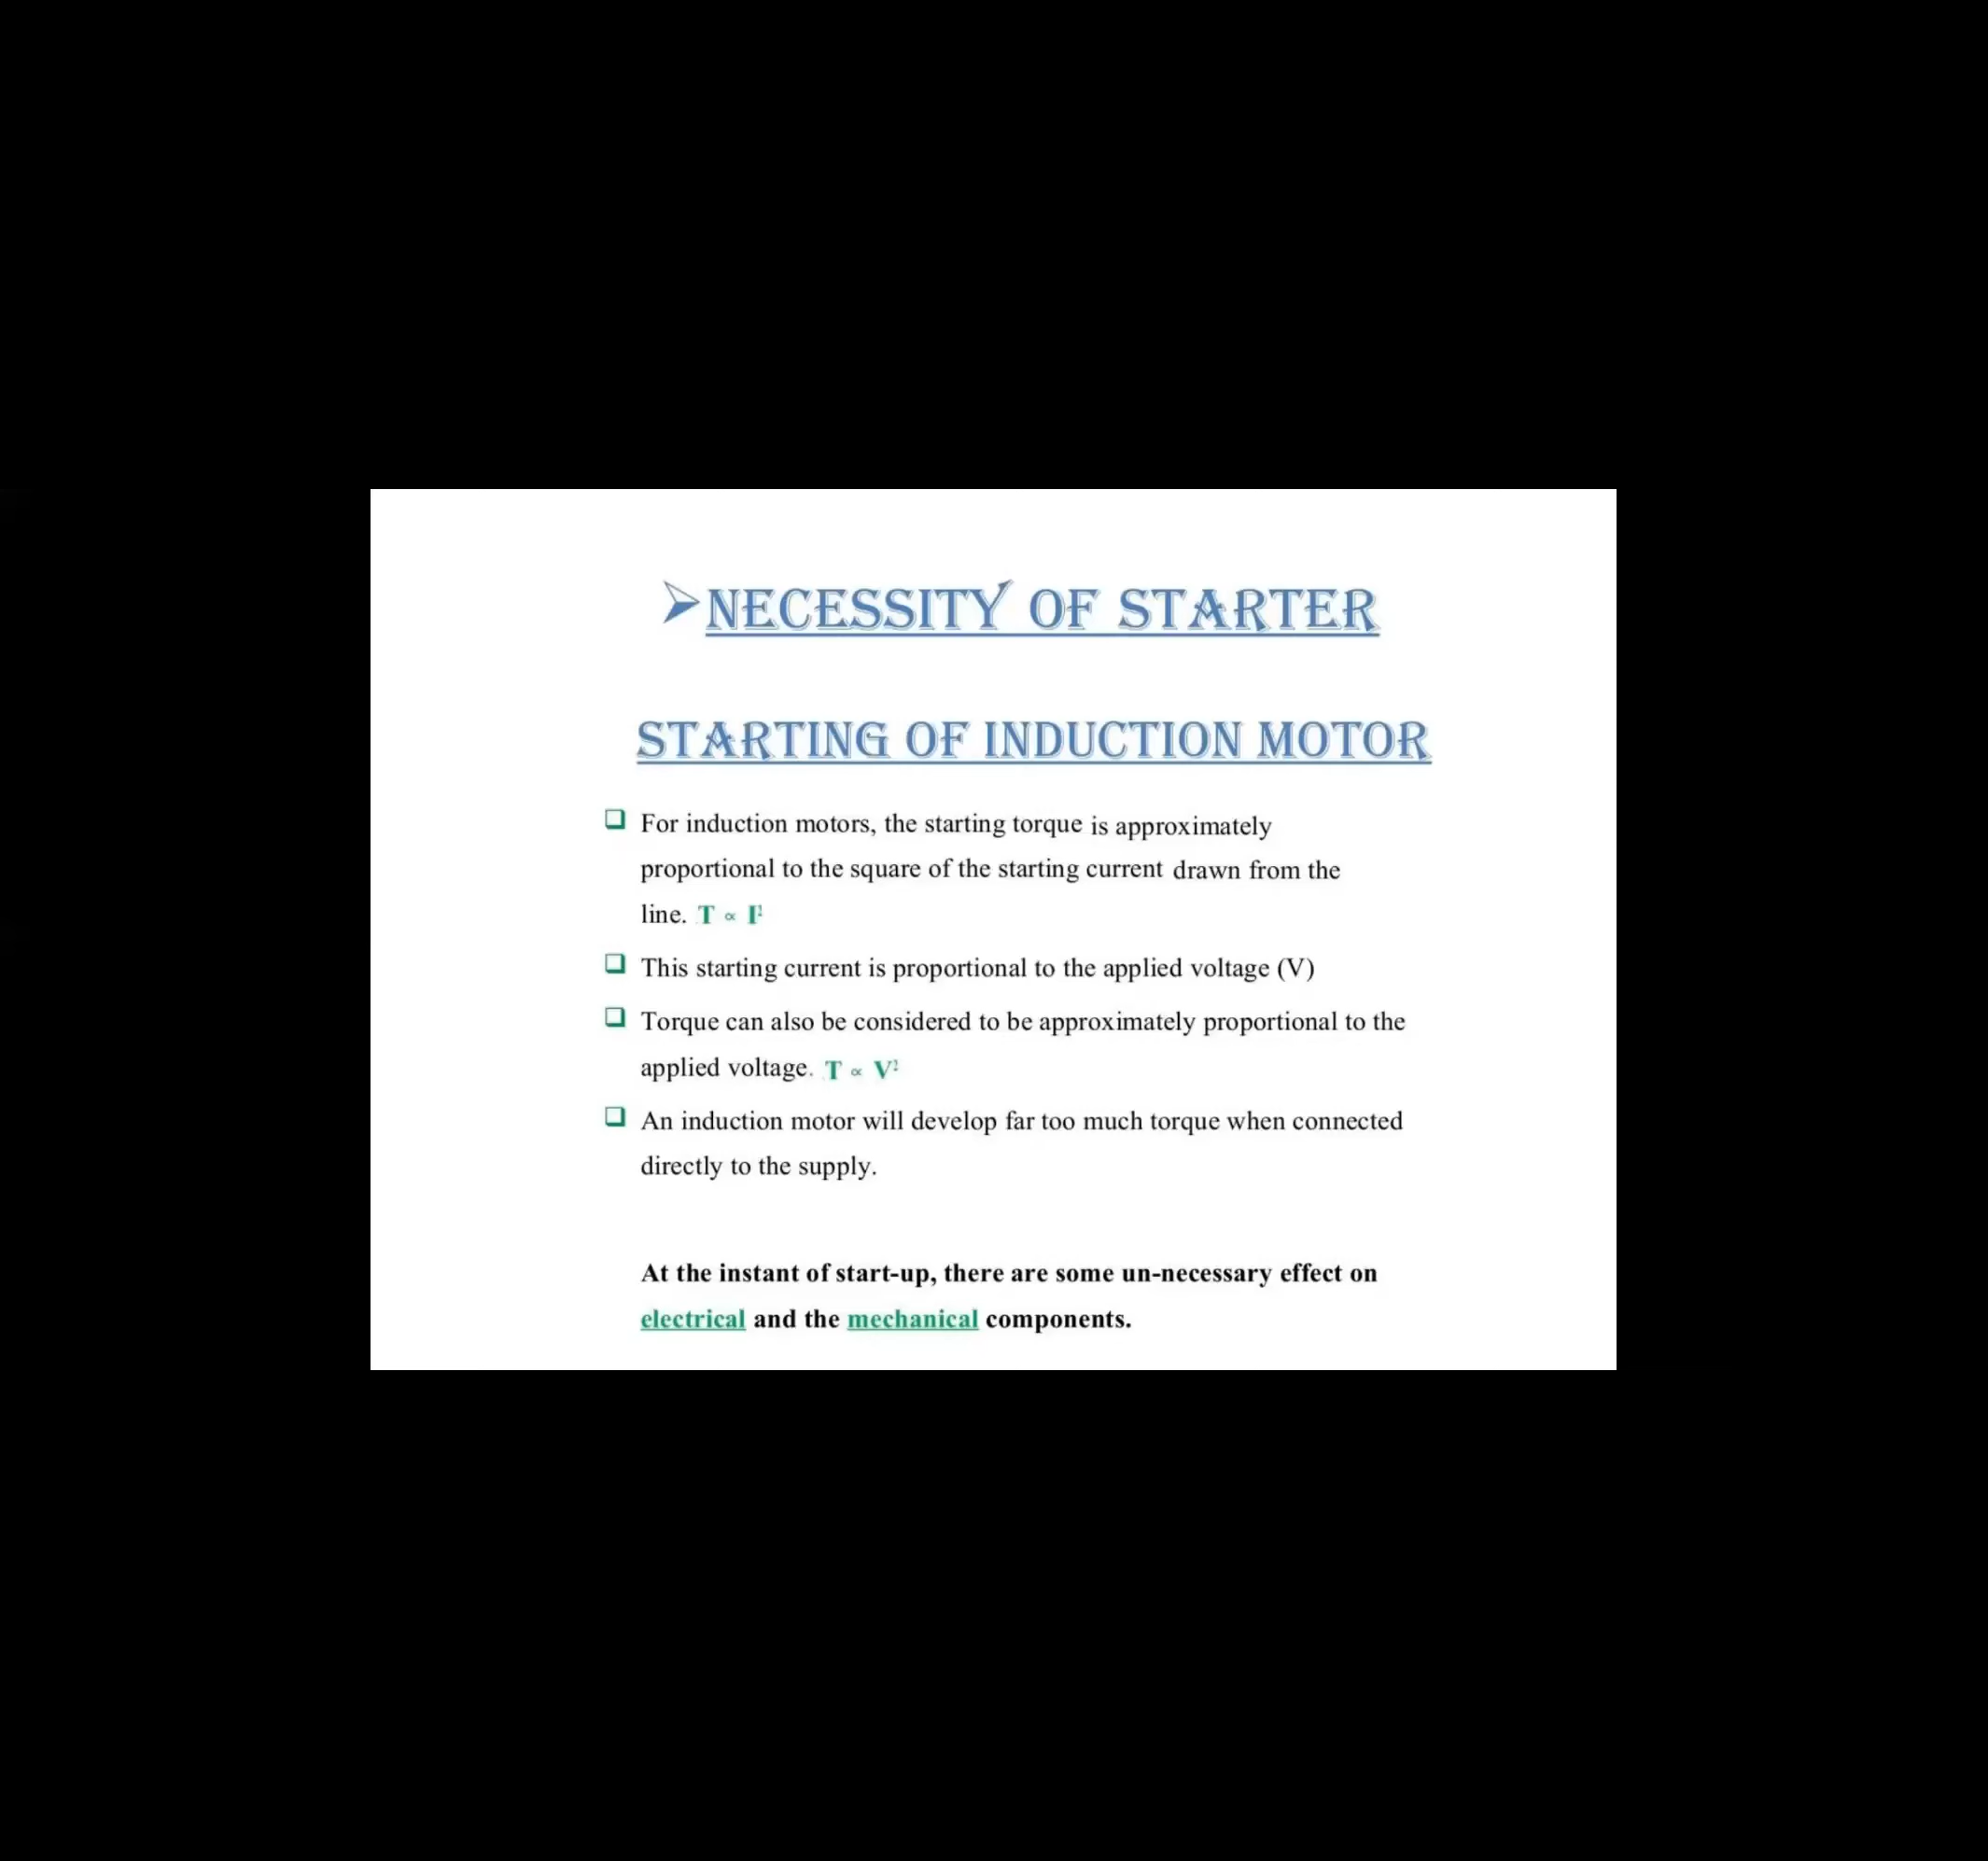 NECESSITY OF STARTER
STARTING OF INDUCTION MOTOR
For induction motors, the starting torque is approximately
proportional to the square of the starting current drawn from the
line. T ∝ I²
This starting current is proportional to the applied voltage (V)
Torque can also be considered to be approximately proportional to the
applied voltage. T ∝ V²
An induction motor will develop far too much torque when connected
directly to the supply.
At the instant of start-up, there are some un-necessary effect on
electrical and the mechanical components.